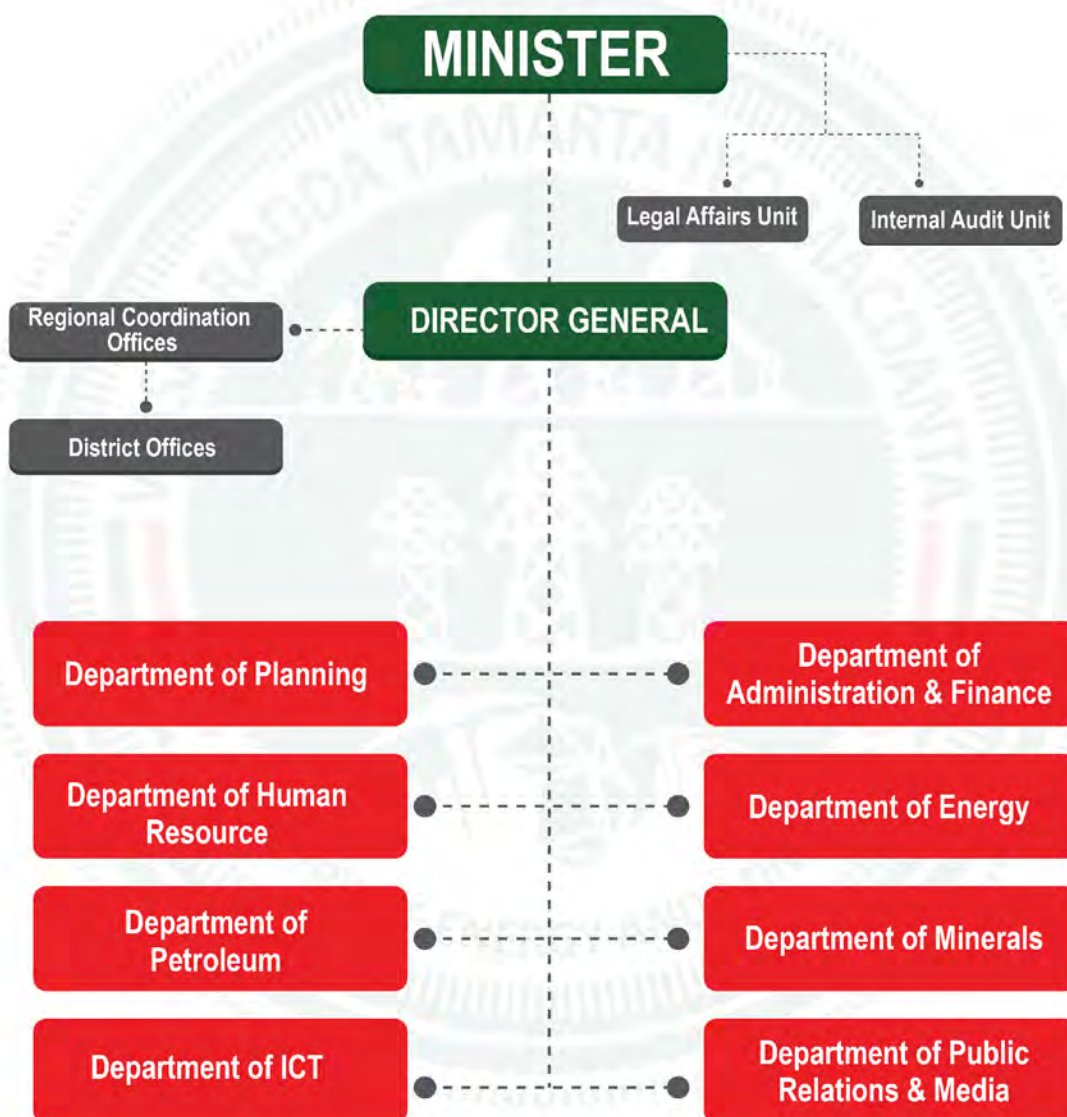 MINISTER
Legal Affairs Unit
Internal Audit Unit
DIRECTOR GENERAL
Regional Coordination
Offices
District Offices
Department of Planning
Department of
Administration & Finance
Department of Human
Resource
Department of Energy
Department of
Petroleum
Department of Minerals
Department of ICT
Department of Public
Relations & Media